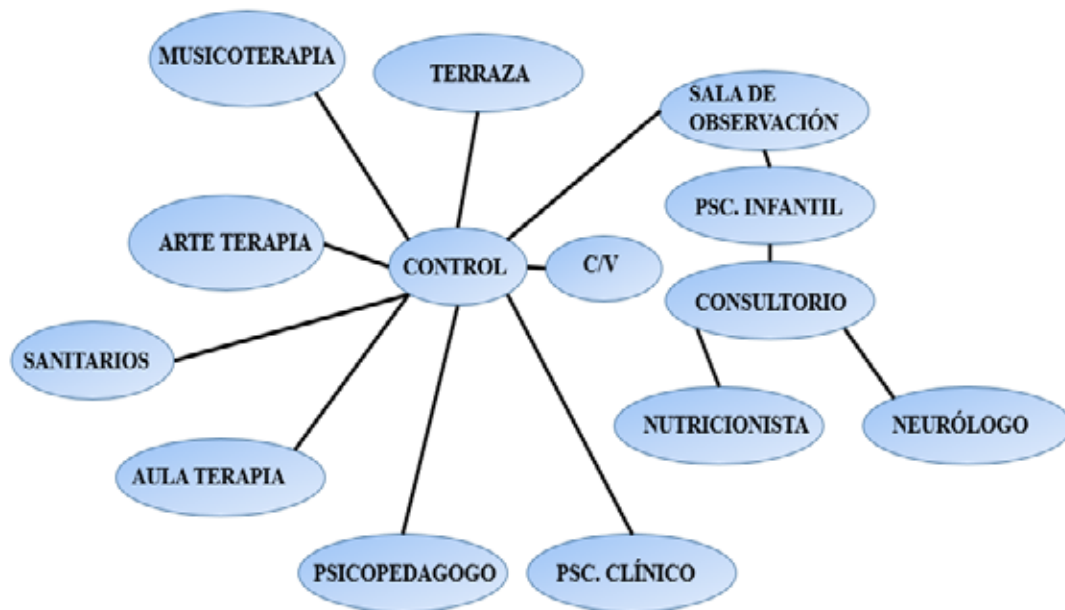 MUSICOTERAPIA
TERRAZA
SALA DE
OBSERVACIÓN
PSC. INFANTIL
ARTE TERAPIA
CONTROL
C/V
CONSULTORIO
SANITARIOS
NUTRICIONISTA
NEURÓLOGO
AULA TERAPIA
PSICOPEDAGOGO
PSC. CLÍNICO